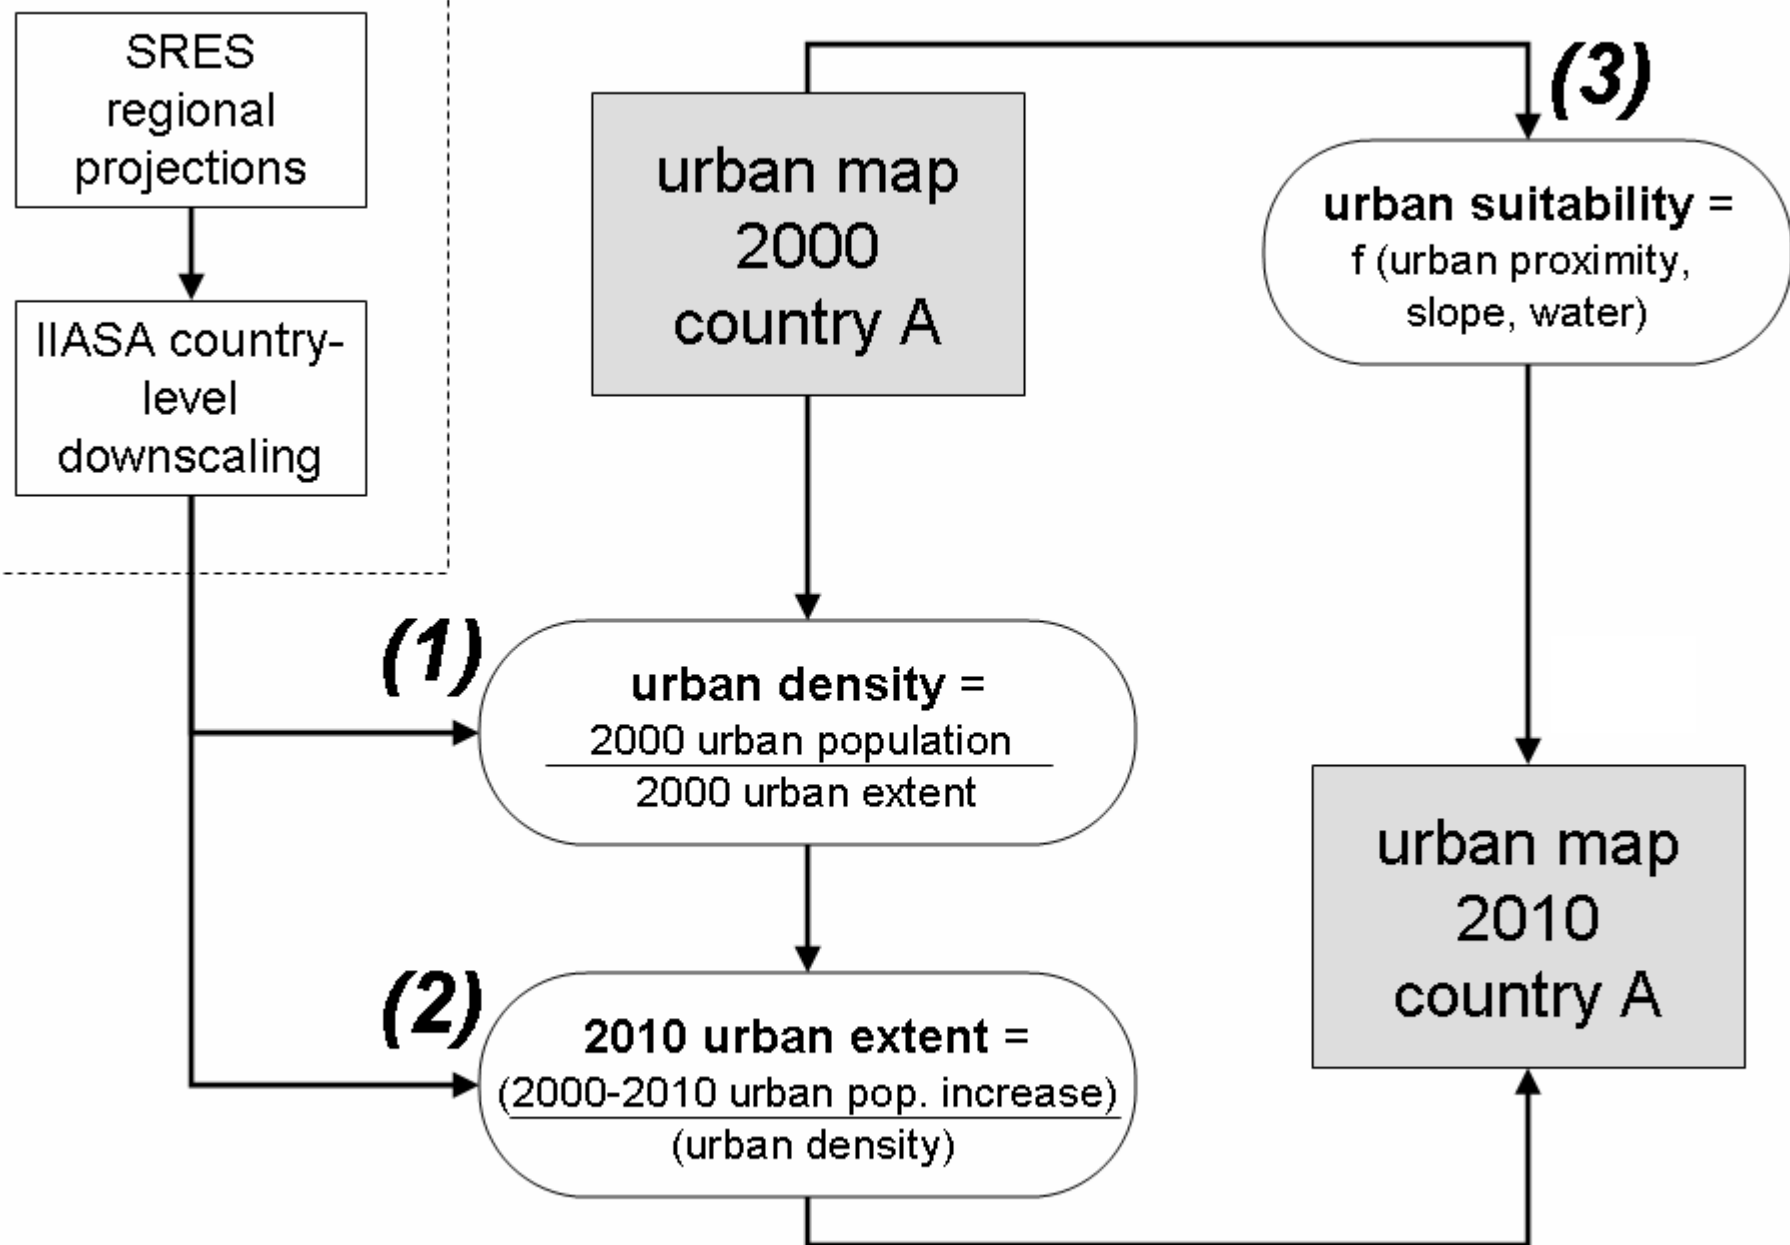 SRES
regional
projections
IIASA country-
level
downscaling
urban map
2000
country A
(3)
urban suitability =
f (urban proximity,
slope, water)
(1)
urban density =
2000 urban population
2000 urban extent
(2)
2010 urban extent =
(2000-2010 urban pop. increase)
(urban density)
urban map
2010
country A